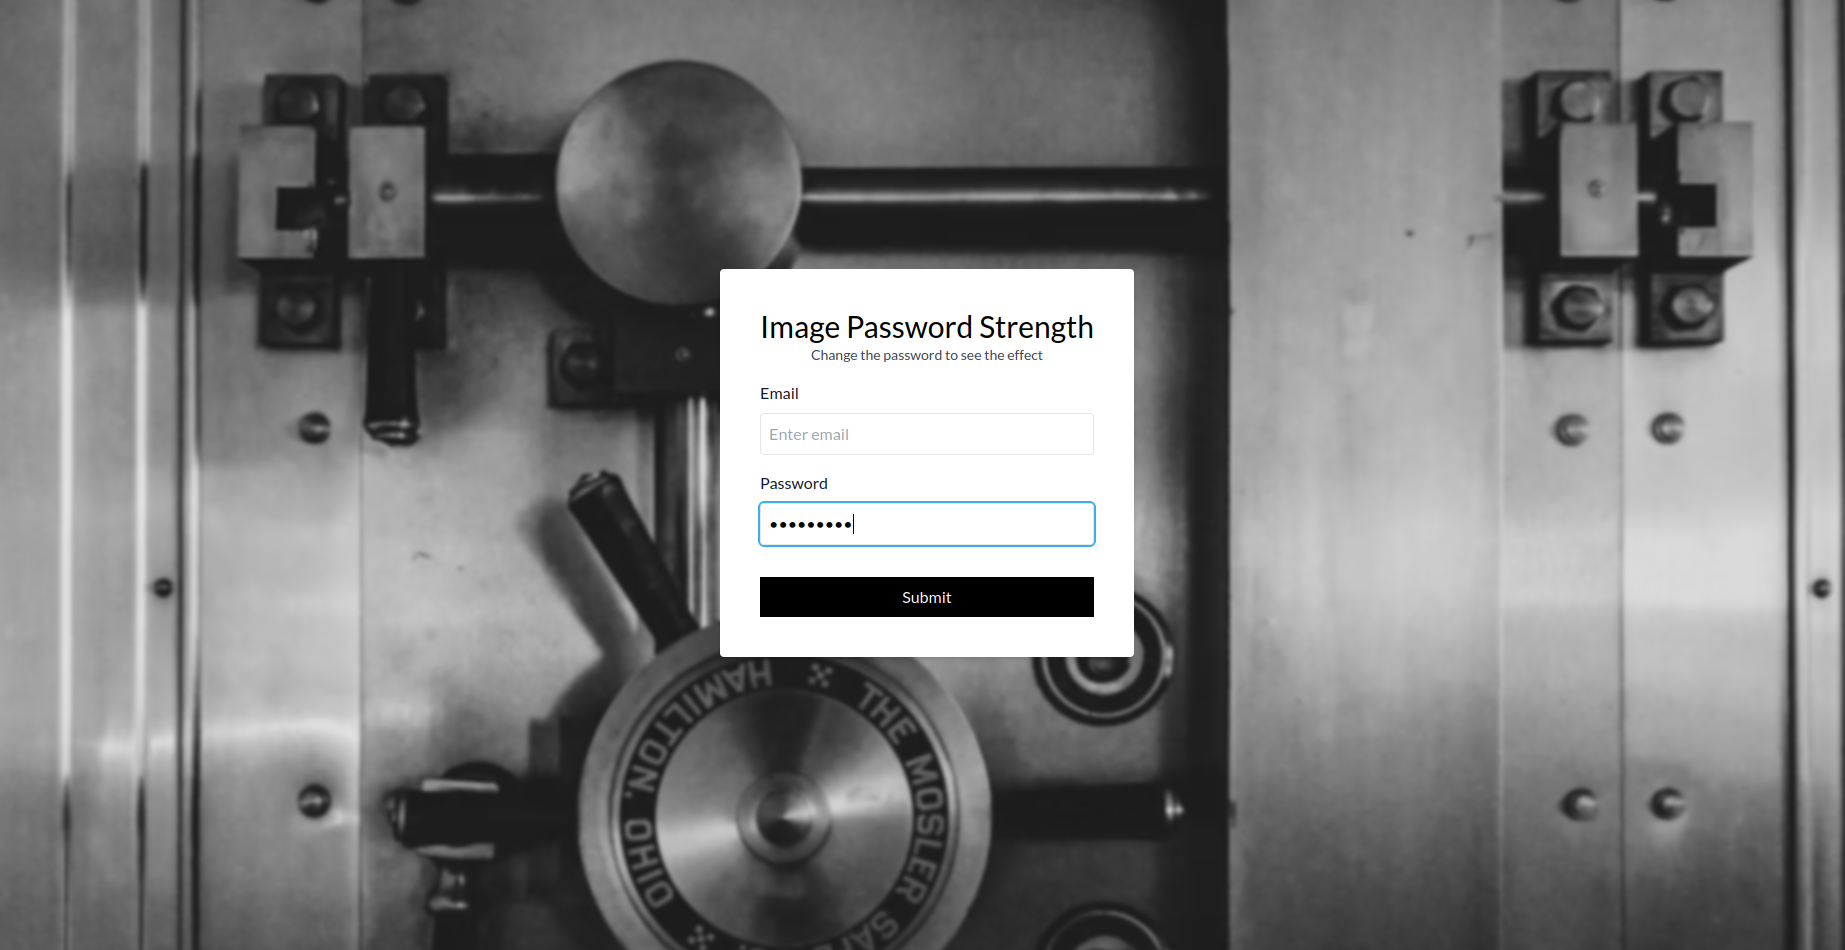 Image Password Strength
Change the password to see the effect
Email
Enter email
Password
•••••••••
Submit
HAMILTON, OHIO
THE MOSLER SAFE